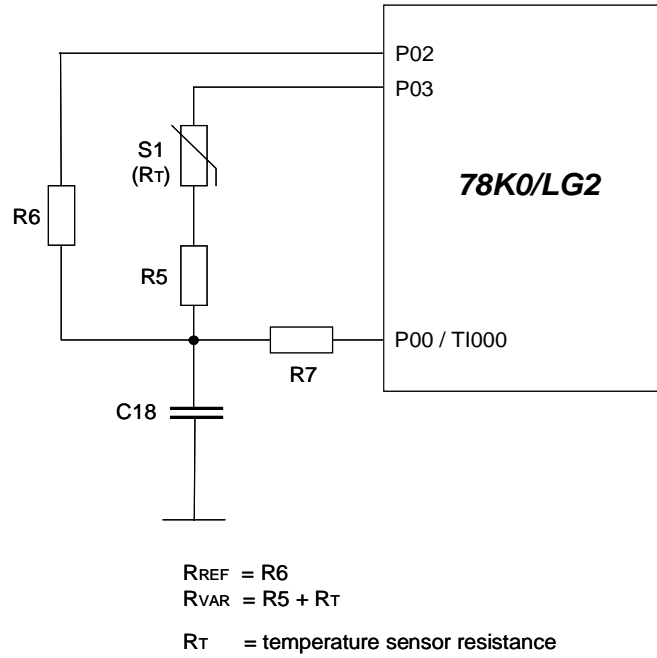 P02
P03
S1
(RT)
78K0/LG2
R6
R5
P00 / TI000
R7
C18
RREF = R6
RVAR = R5 + RT
RT = temperature sensor resistance